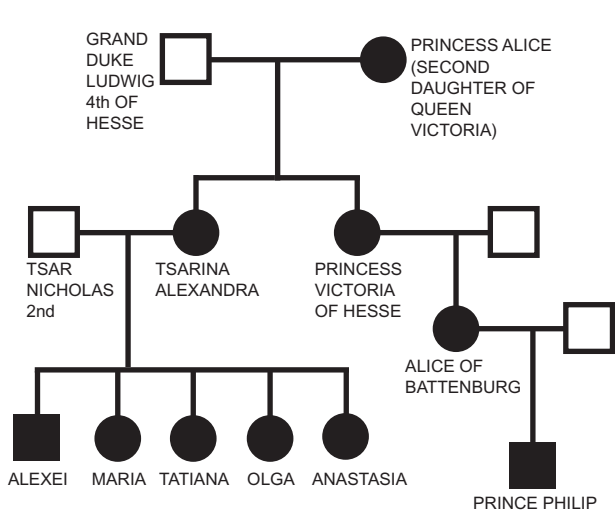 GRAND
DUKE
LUDWIG
4th OF
HESSE
PRINCESS ALICE
(SECOND
DAUGHTER OF
QUEEN
VICTORIA)
TSAR
NICHOLAS
2nd
TSARINA
ALEXANDRA
PRINCESS
VICTORIA
OF HESSE
ALICE OF
BATTENBURG
ALEXEI
MARIA
TATIANA
OLGA
ANASTASIA
PRINCE PHILIP